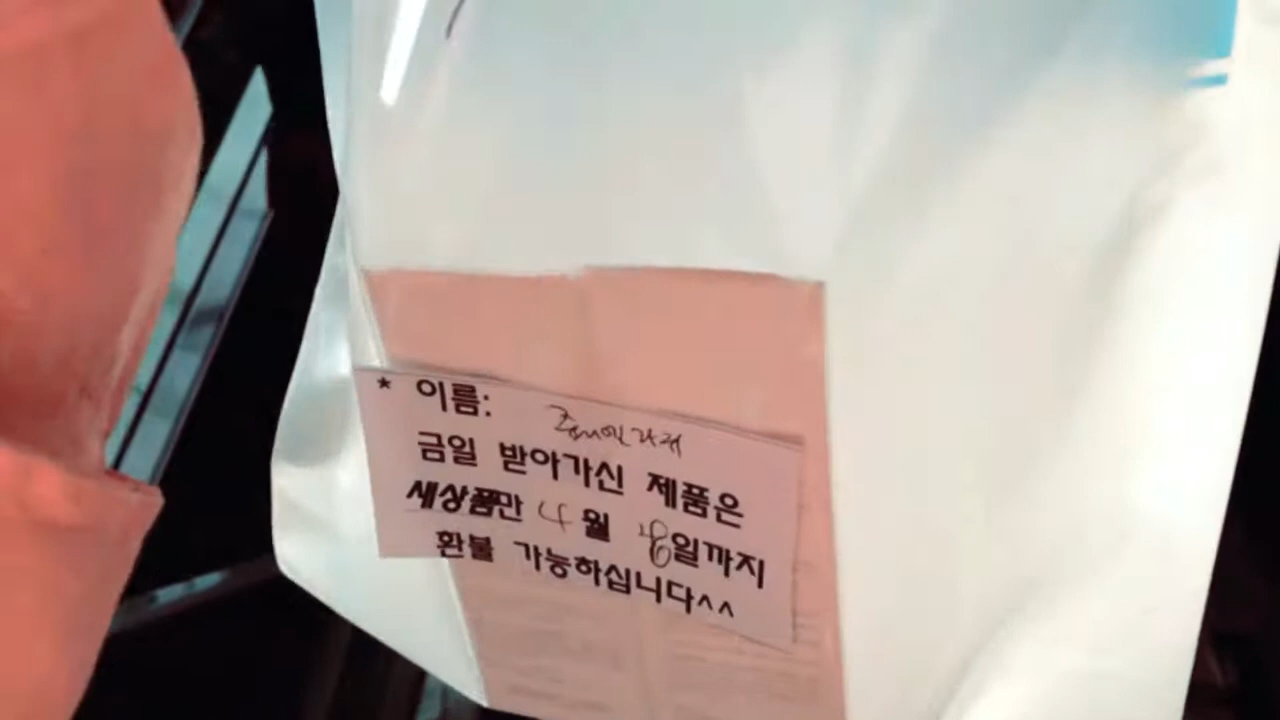 * 이름:
금일 받아가신 제품은
새상품만 4월 18일까지
환불 가능하십니다^^